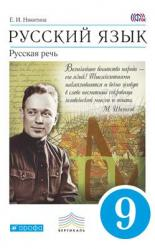 Е. И. Никитина
РУССКИЙ ЯЗЫК
Русская речь
Величайшее богатство народа —
его язык! Тысячелетиями
накапливаются и вечно живут
в слове несметные сокровища
человеческой мысли и опыта.
М. Шолохов
ДРОФА
ВЕРТИКАЛЬ
9